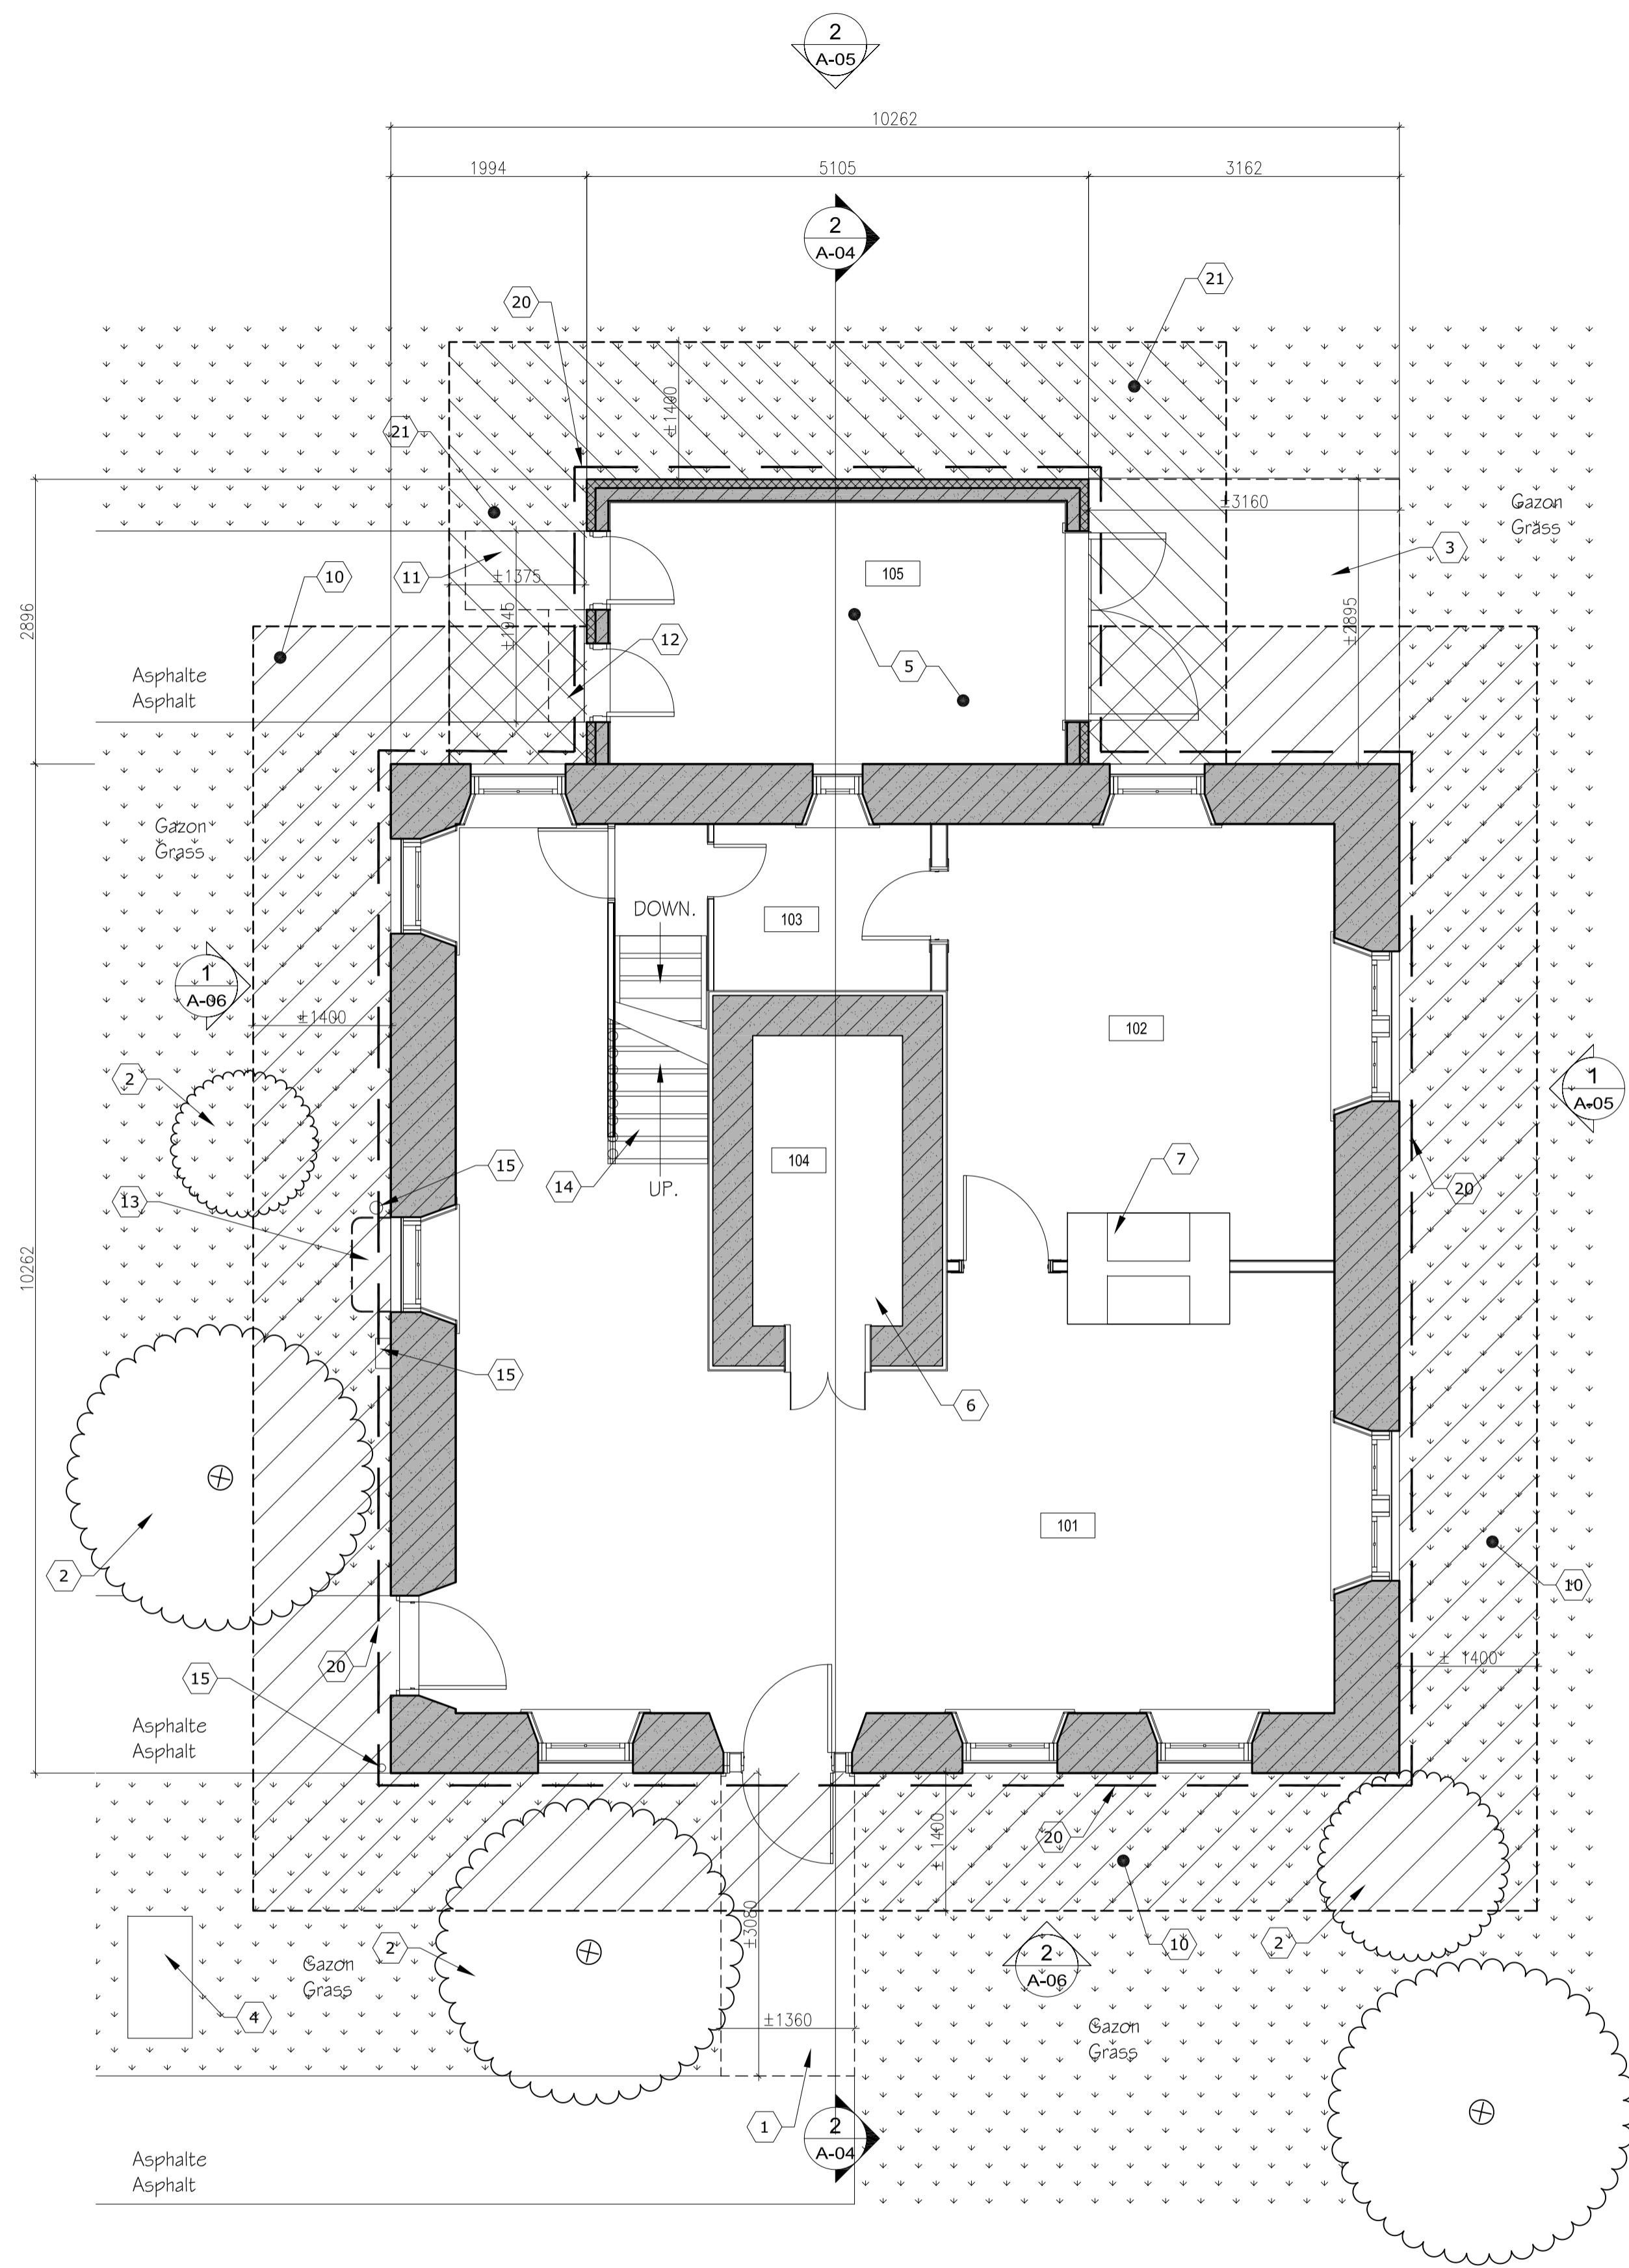 2
A-05
10262
1994
5105
3162
2
A-04
21
20
±1400
21
±3160
Gazon
Grass
3
105
11
±1375
10
±1945
2896
12
±2895
5
Asphalte
Asphalt
Gazon
Grass
DOWN.
103
1
A-06
±1400
102
2
1
A-05
104
7
15
14
UP.
20
13
10262
15
6
101
2
10
20
15
± 1400
Asphalte
Asphalt
±1400
20
±3080
2
10
2
Gazon
Grass
2
A-06
4
±1360
Gazon
Grass
1
2
A-04
Asphalte
Asphalt